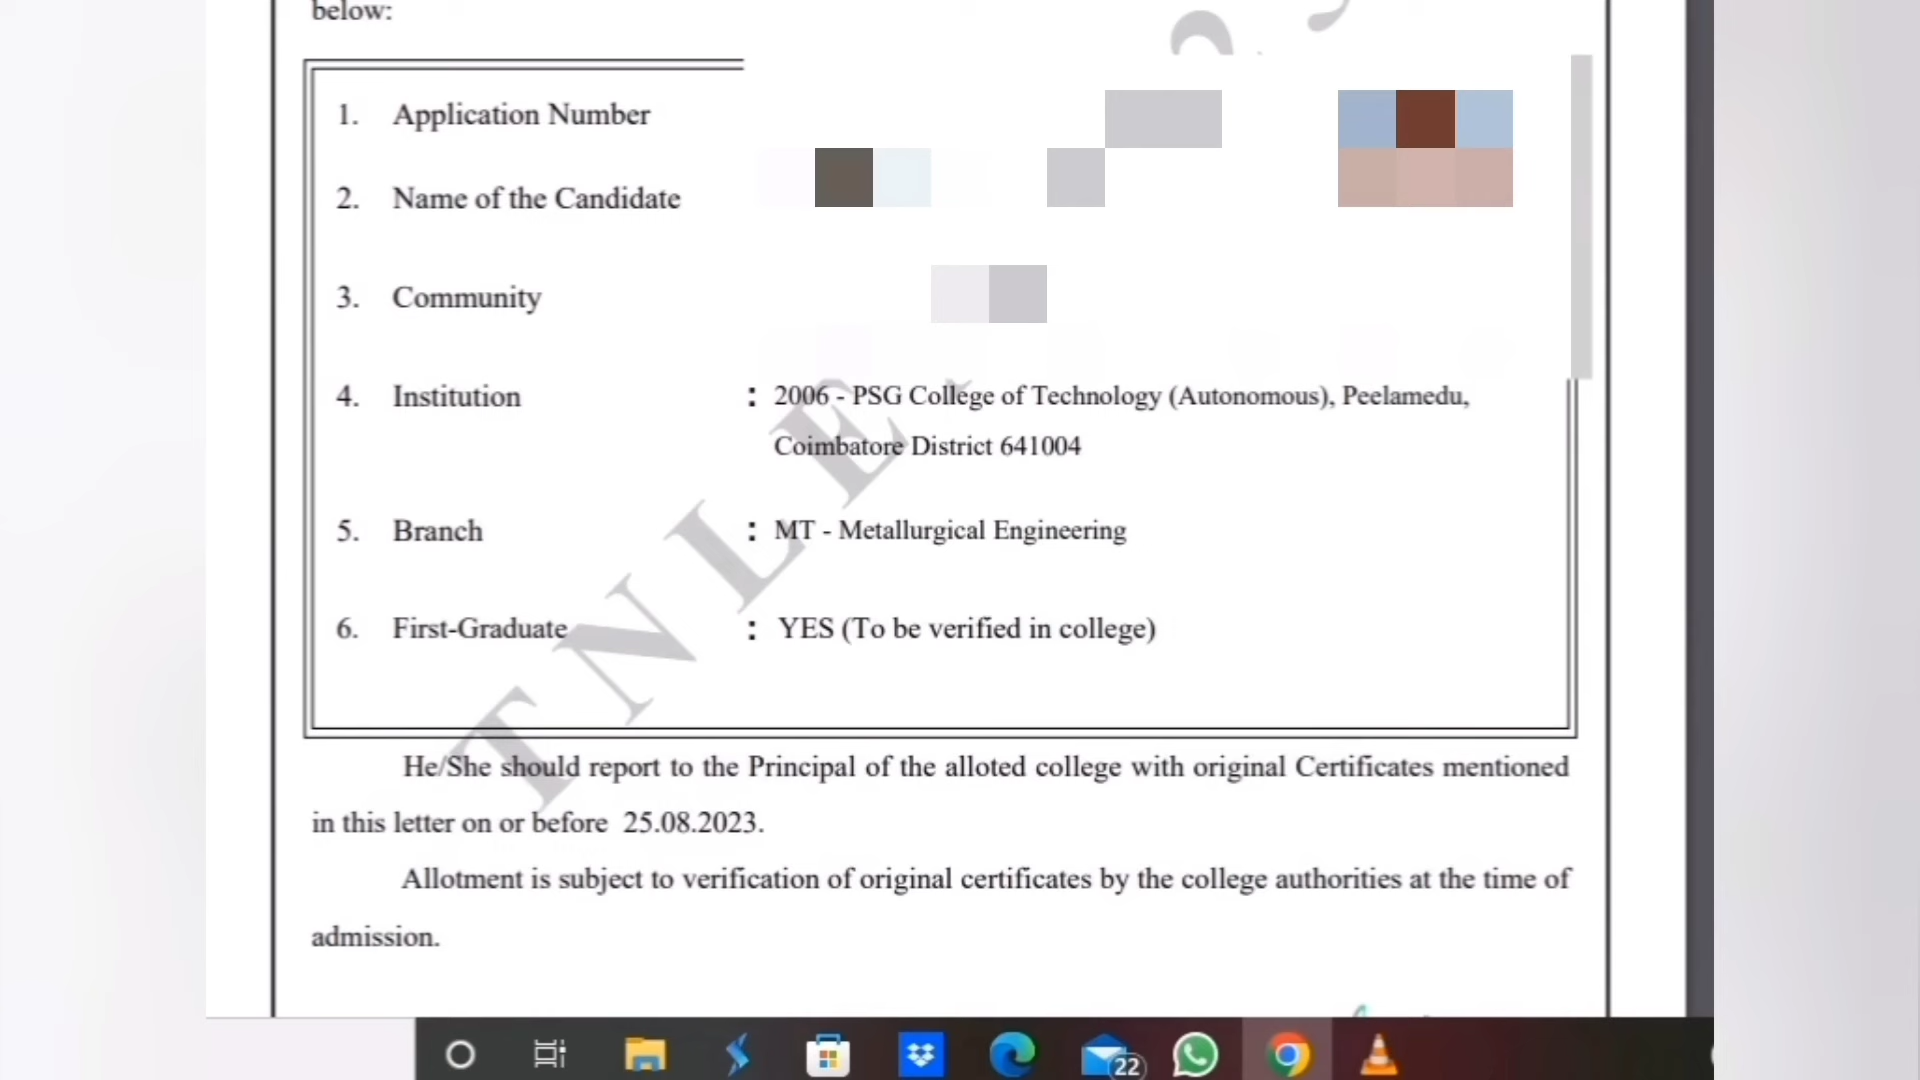 below:
1. Application Number
2. Name of the Candidate
3. Community
4. Institution : 2006 - PSG College of Technology (Autonomous), Peelamedu,
Coimbatore District 641004
5. Branch : MT - Metallurgical Engineering
6. First-Graduate : YES (To be verified in college)
TNLE
He/She should report to the Principal of the alloted college with original Certificates mentioned
in this letter on or before 25.08.2023.
Allotment is subject to verification of original certificates by the college authorities at the time of
admission.
22